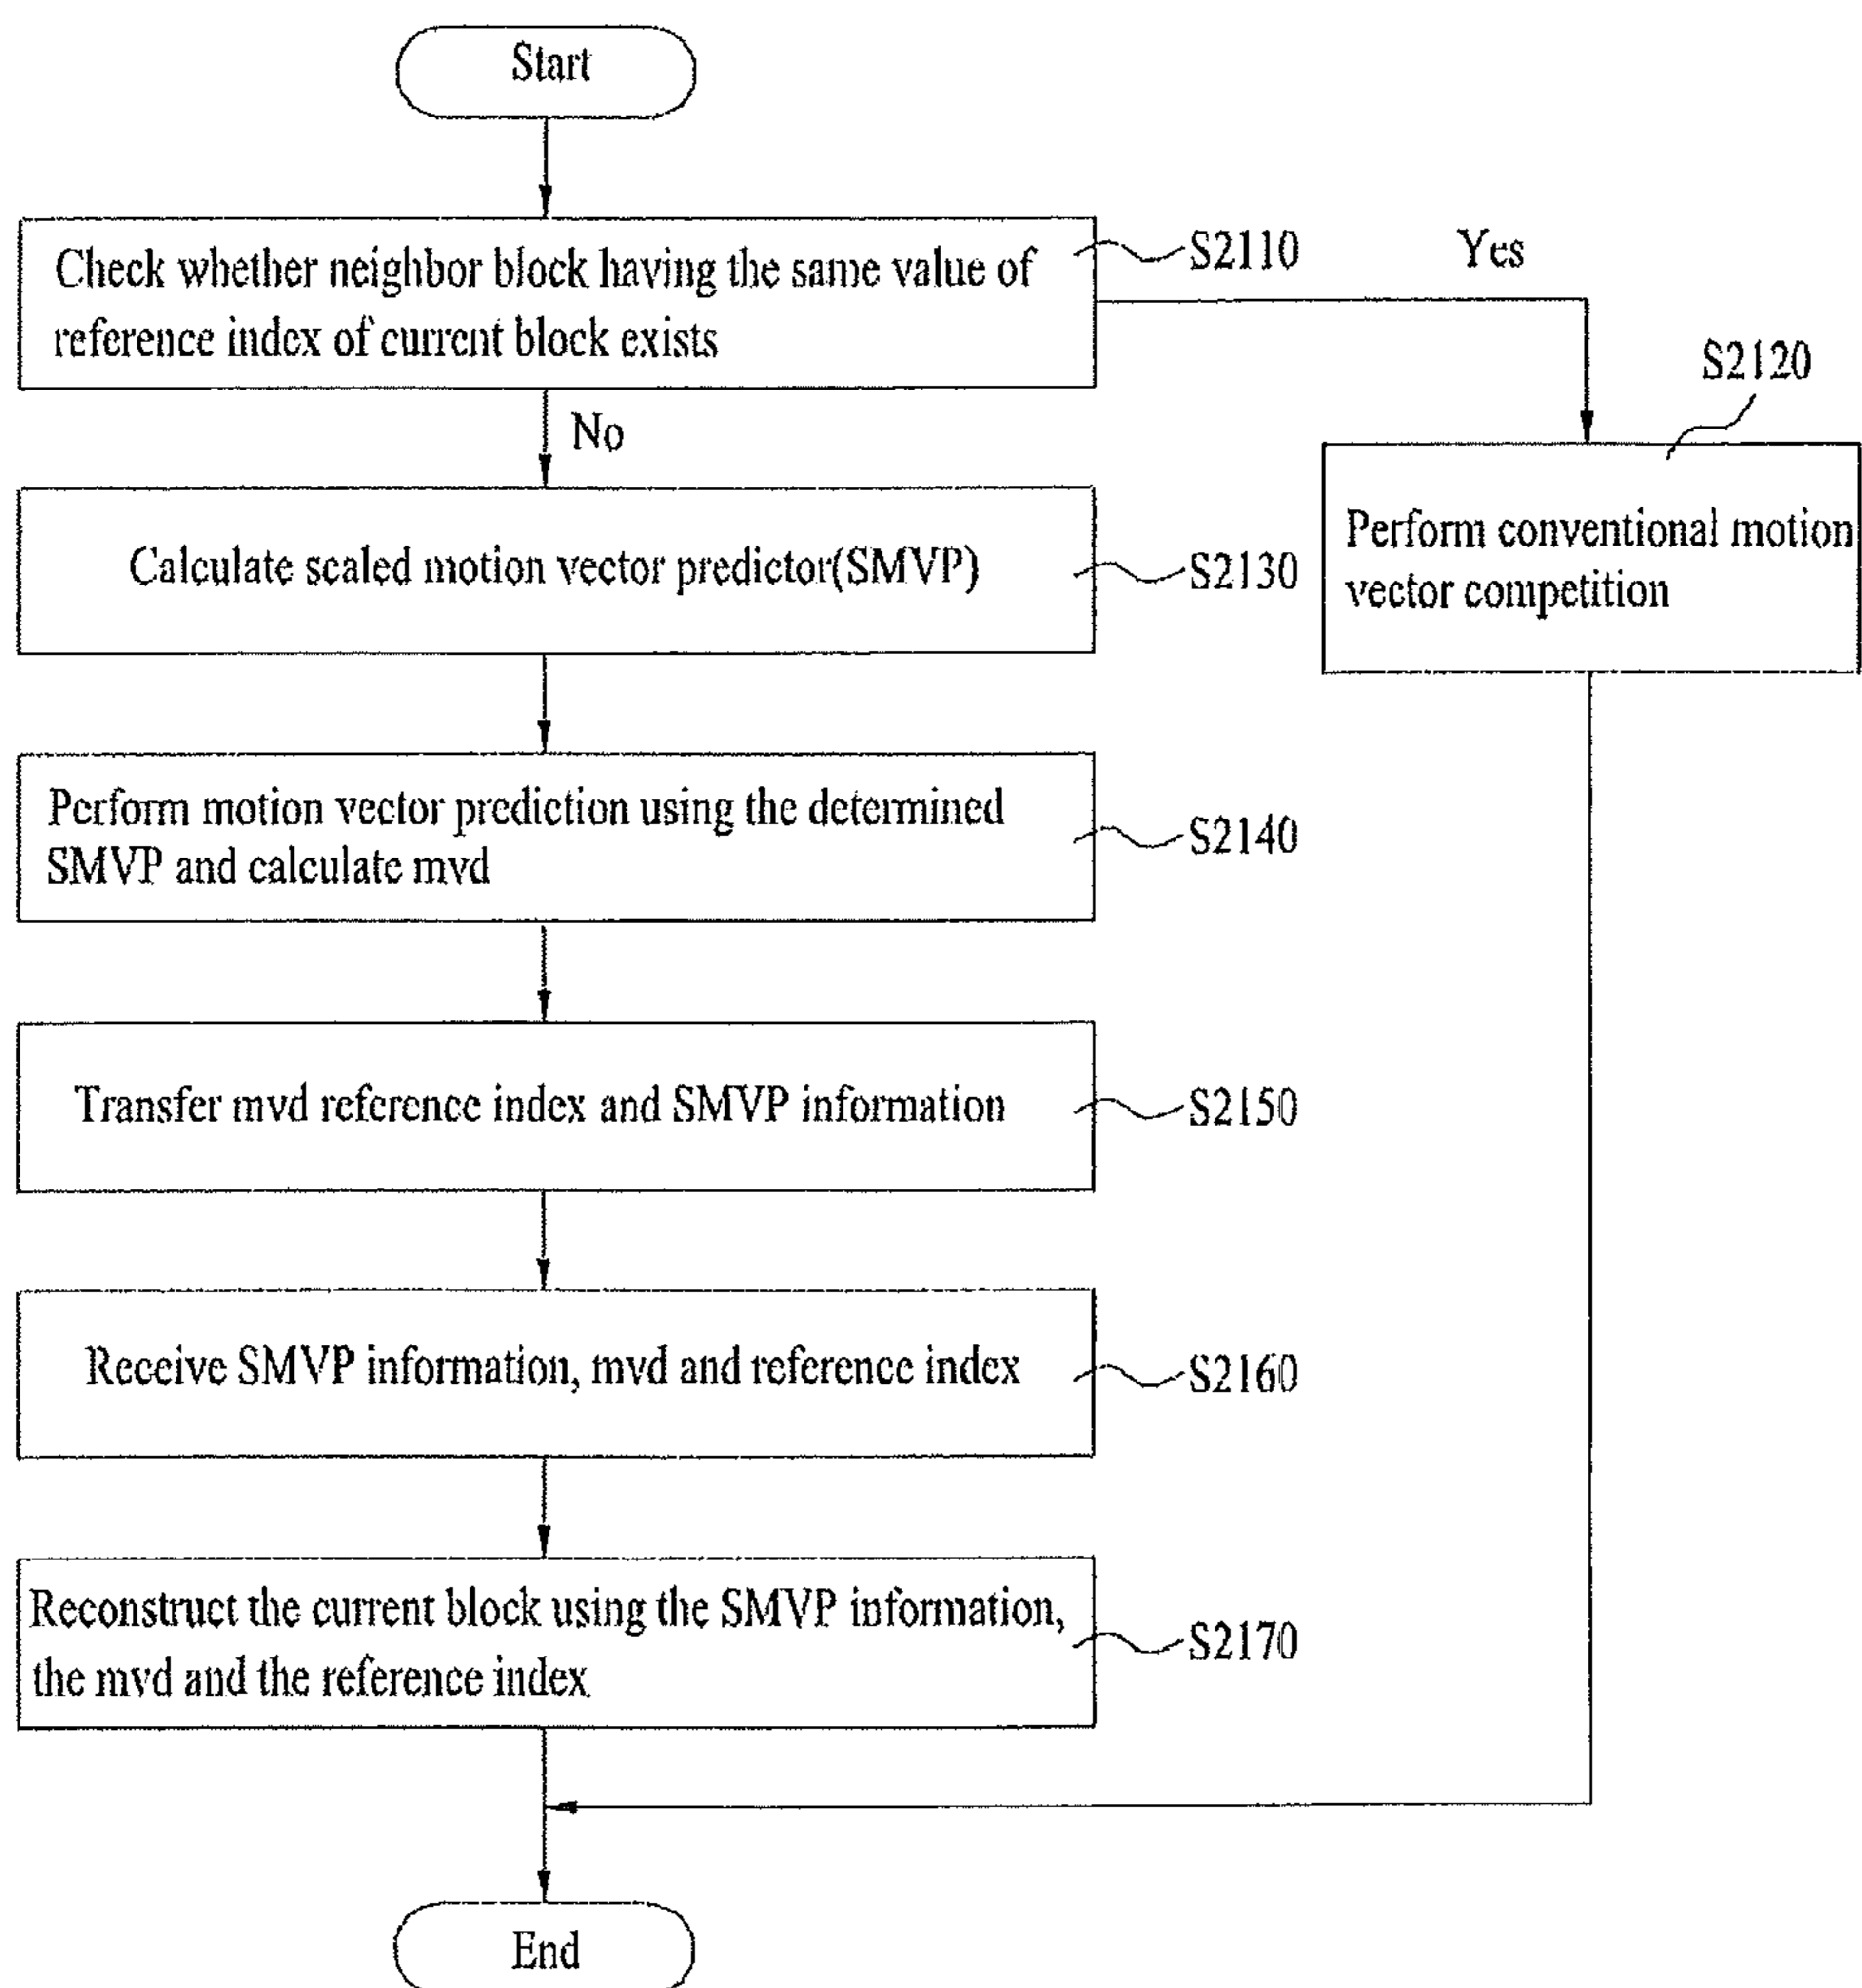 Start
Check whether neighbor block having the same value of
reference index of current block exists
S2110
Yes
No
S2120
Perform conventional motion
vector competition
Calculate scaled motion vector predictor(SMVP)
S2130
Perform motion vector prediction using the determined
SMVP and calculate mvd
S2140
Transfer mvd reference index and SMVP information
S2150
Receive SMVP information, mvd and reference index
S2160
Reconstruct the current block using the SMVP information,
the mvd and the reference index
S2170
End